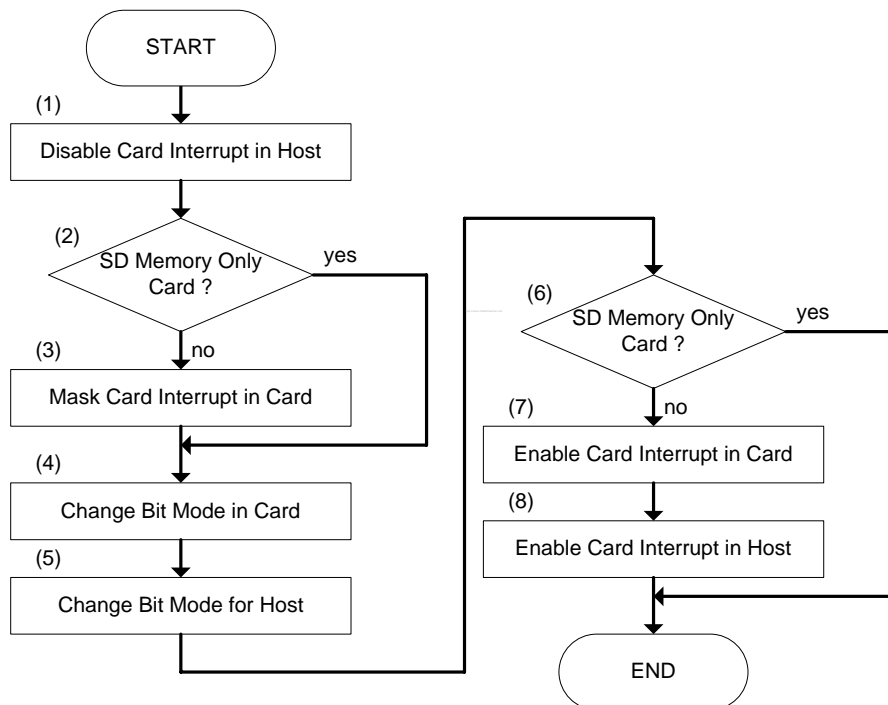 START
(1)
Disable Card Interrupt in Host
(2)
SD Memory Only
Card ?
yes
no
(3)
Mask Card Interrupt in Card
(4)
Change Bit Mode in Card
(5)
Change Bit Mode for Host
(6)
SD Memory Only
Card ?
yes
no
(7)
Enable Card Interrupt in Card
(8)
Enable Card Interrupt in Host
END